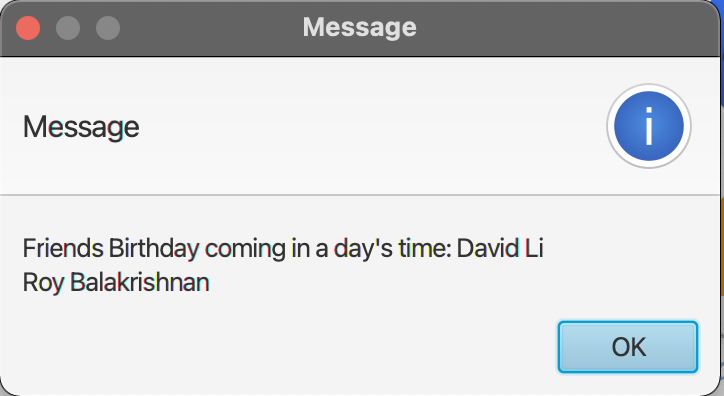 Message
Message
i
Friends Birthday coming in a day's time: David Li
Roy Balakrishnan
OK